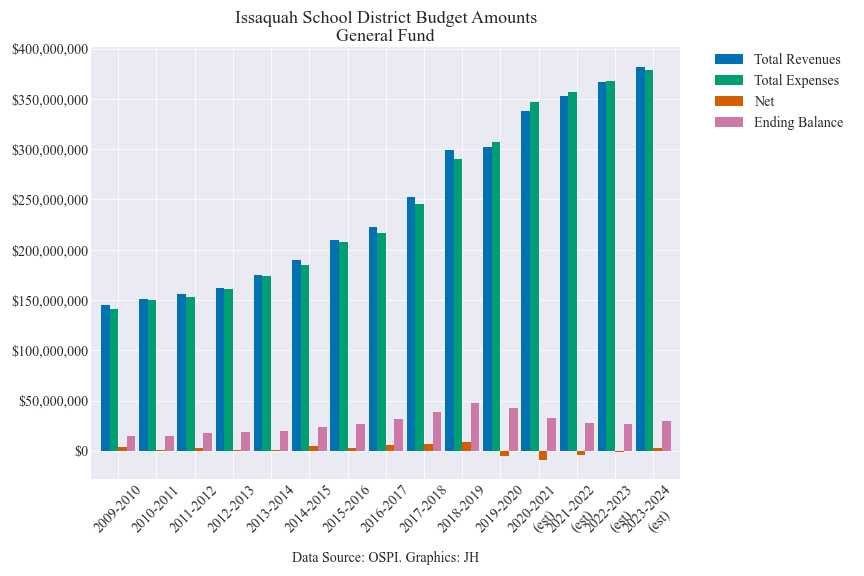 Issaquah School District Budget Amounts
General Fund
Total Revenues
Total Expenses
Net
Ending Balance
$400,000,000
$350,000,000
$300,000,000
$250,000,000
$200,000,000
$150,000,000
$100,000,000
$50,000,000
$0
2009-2010
2010-2011
2011-2012
2012-2013
2013-2014
2014-2015
2015-2016
2016-2017
2017-2018
2018-2019
2019-2020
2020-2021
(est)
2021-2022
(est)
2022-2023
(est)
2023-2024
(est)
Data Source: OSPI. Graphics: JH